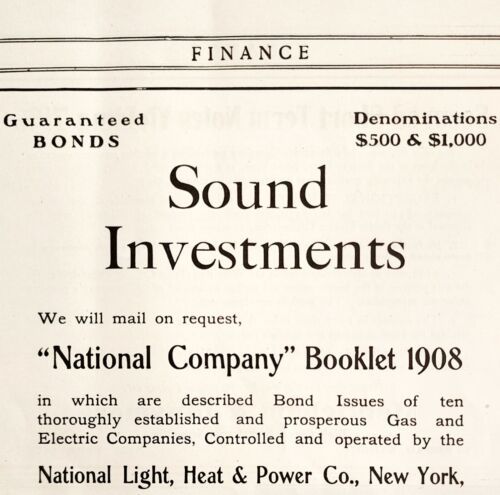 FINANCE
Guaranteed BONDS
Denominations $500 & $1,000
Sound
Investments
We will mail on request,
“National Company” Booklet 1908
in which are described Bond Issues of ten
thoroughly established and prosperous Gas and
Electric Companies, Controlled and operated by the
National Light, Heat & Power Co., New York,